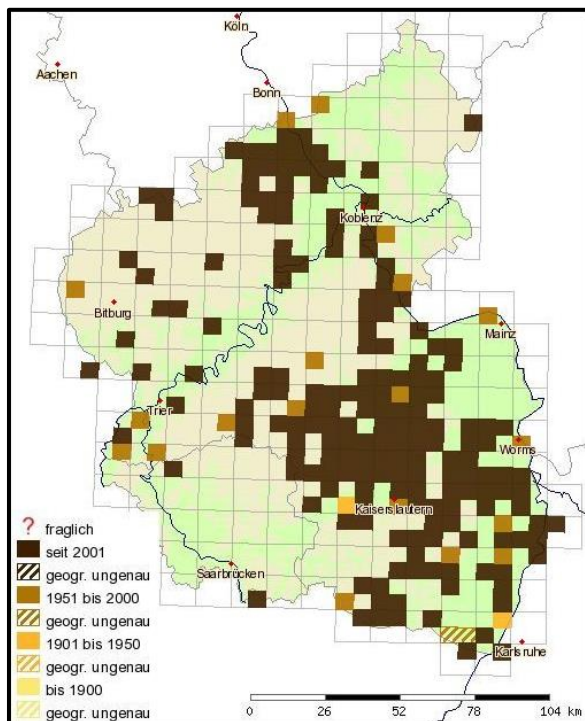 Köln
Aachen
Bonn
Koblenz
Bitburg
Mainz
Trier
Worms
Kaiserslautern
Saarbrücken
Karlsruhe
? fraglich
seit 2001
geogr. ungenau
1951 bis 2000
geogr. ungenau
1901 bis 1950
geogr. ungenau
bis 1900
geogr. ungenau
0 26 52 78 104 km